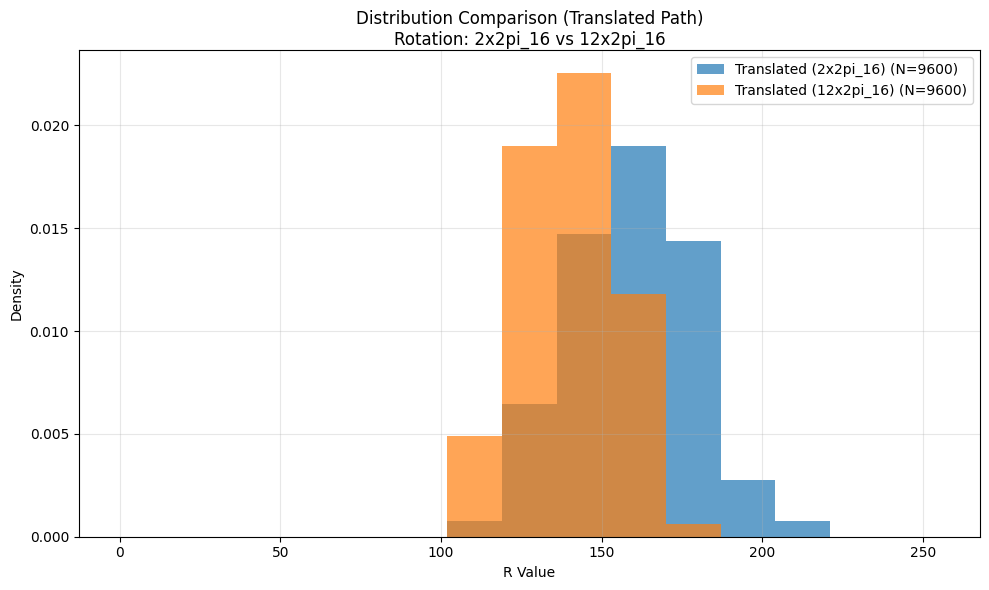 Distribution Comparison (Translated Path)
Rotation: 2x2pi_16 vs 12x2pi_16
Translated (2x2pi_16) (N=9600)
Translated (12x2pi_16) (N=9600)
Density
0.020
0.015
0.010
0.005
0.000
0 50 100 150 200 250
R Value